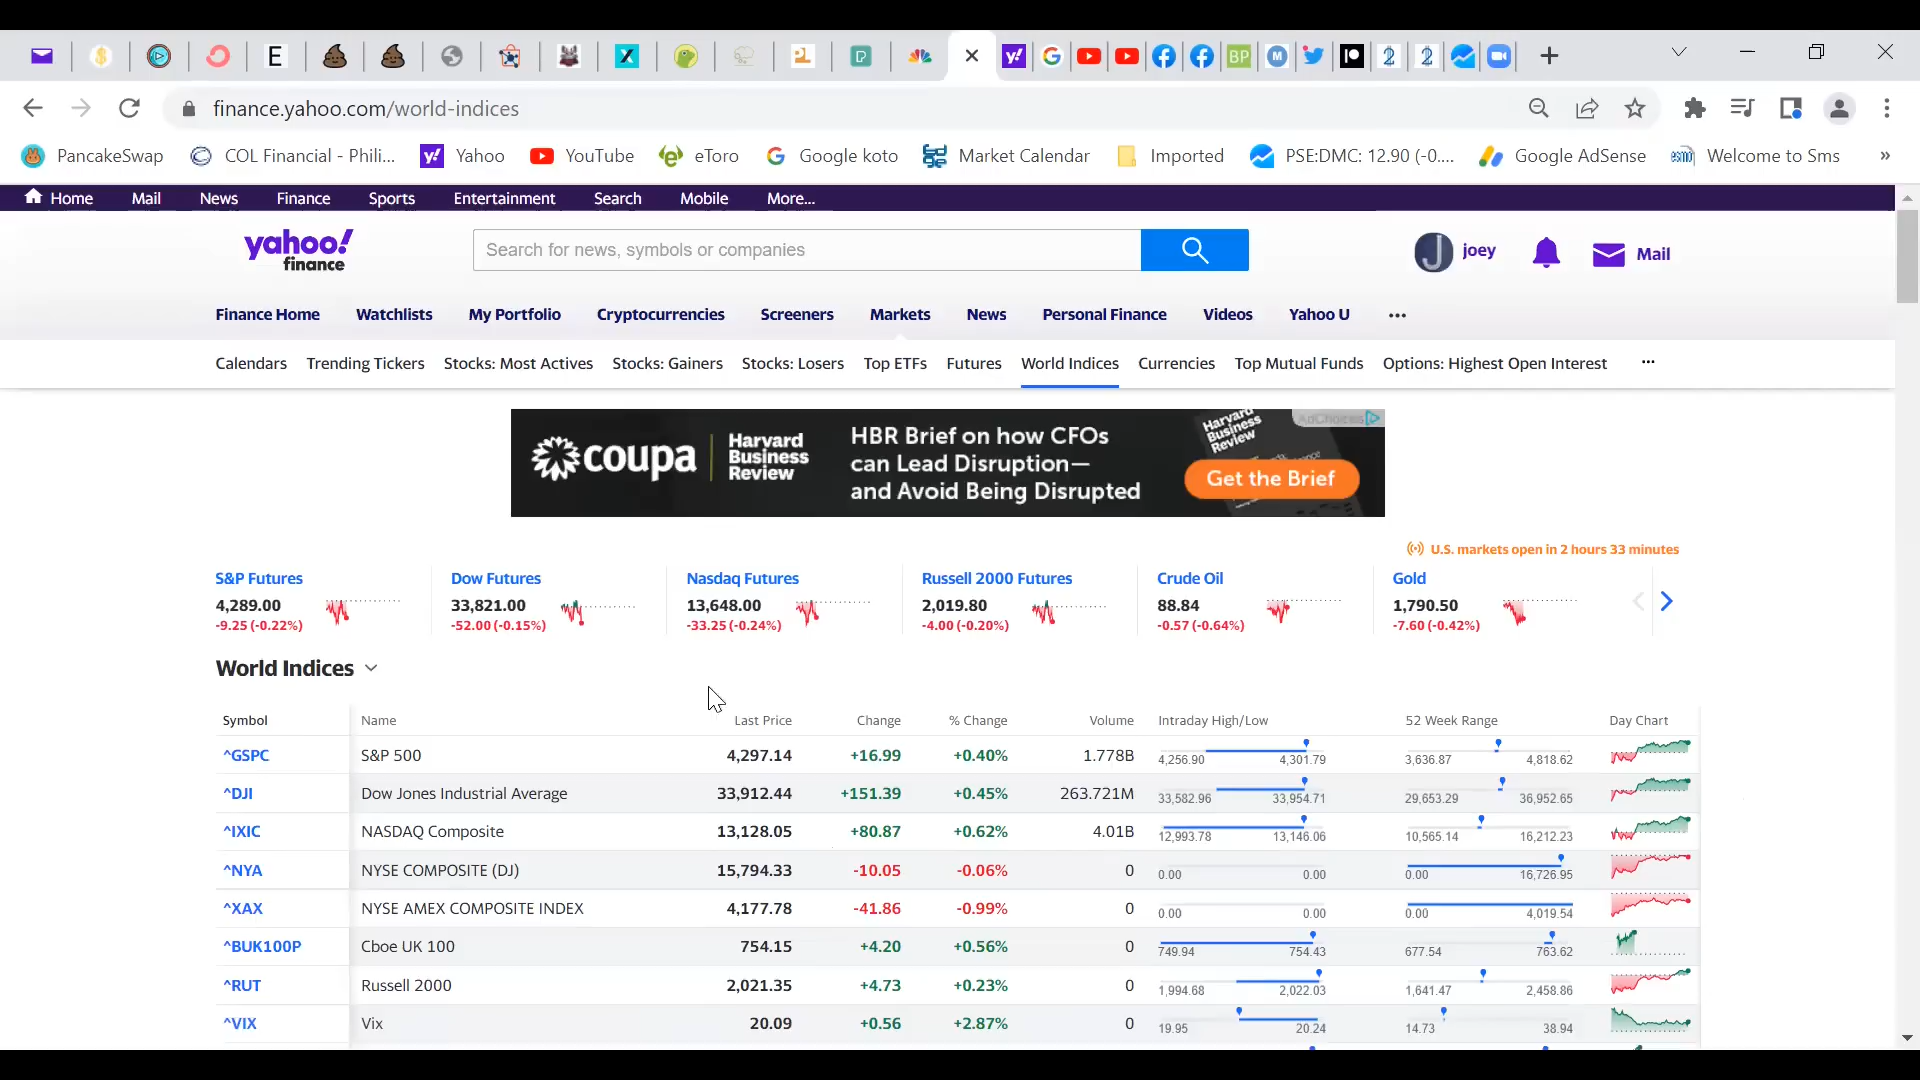 E
finance.yahoo.com/world-indices
PancakeSwap COL Financial - Phili... Yahoo YouTube eToro Google koto Market Calendar Imported PSE:DMC: 12.90 (-0.... Google AdSense Welcome to Sms »
Home Mail News Finance Sports Entertainment Search Mobile More...
yahoo!
finance
Search for news, symbols or companies
J joey Mail
Finance Home Watchlists My Portfolio Cryptocurrencies Screeners Markets News Personal Finance Videos Yahoo U ...
Calendars Trending Tickers Stocks: Most Actives Stocks: Gainers Stocks: Losers Top ETFs Futures World Indices Currencies Top Mutual Funds Options: Highest Open Interest ...
coupa
Harvard
Business
Review
HBR Brief on how CFOs
can Lead Disruption—
and Avoid Being Disrupted
Harvard
Business
Review
AdChoices
Get the Brief
U.S. markets open in 2 hours 33 minutes
S&P Futures Dow Futures Nasdaq Futures Russell 2000 Futures Crude Oil Gold
4,289.00 33,821.00 13,648.00 2,019.80 88.84 1,790.50
-9.25 (-0.22%) -52.00 (-0.15%) -33.25 (-0.24%) -4.00 (-0.20%) -0.57 (-0.64%) -7.60 (-0.42%)
World Indices
Symbol Name Last Price Change % Change Volume Intraday High/Low 52 Week Range Day Chart
^GSPC S&P 500 4,297.14 +16.99 +0.40% 1.778B 4,256.90 4,301.79 3,636.87 4,818.62
^DJI Dow Jones Industrial Average 33,912.44 +151.39 +0.45% 263.721M 33,582.96 33,954.71 29,653.29 36,952.65
^IXIC NASDAQ Composite 13,128.05 +80.87 +0.62% 4.01B 12,993.78 13,146.06 10,565.14 16,212.23
^NYA NYSE COMPOSITE (DJ) 15,794.33 -10.05 -0.06% 0 0.00 0.00 0.00 16,726.95
^XAX NYSE AMEX COMPOSITE INDEX 4,177.78 -41.86 -0.99% 0 0.00 0.00 0.00 4,019.54
^BUK100P Cboe UK 100 754.15 +4.20 +0.56% 0 749.94 754.43 677.54 763.62
^RUT Russell 2000 2,021.35 +4.73 +0.23% 0 1,994.68 2,022.03 1,641.47 2,458.86
^VIX Vix 20.09 +0.56 +2.87% 0 19.95 20.24 14.73 38.94